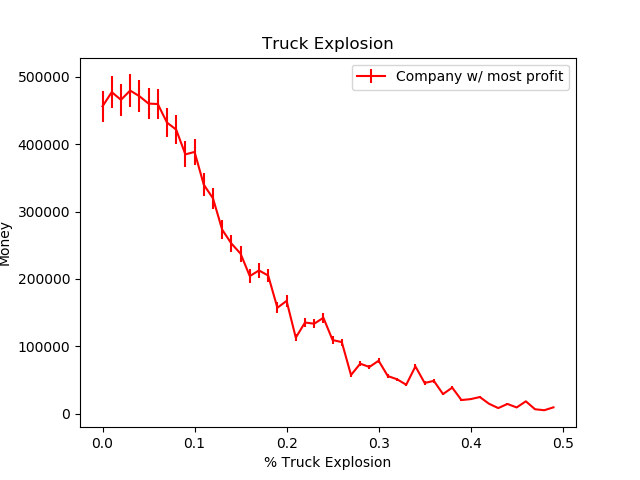 Truck Explosion
Company w/ most profit
500000
400000
300000
200000
100000
0
Money
0.0 0.1 0.2 0.3 0.4 0.5
% Truck Explosion